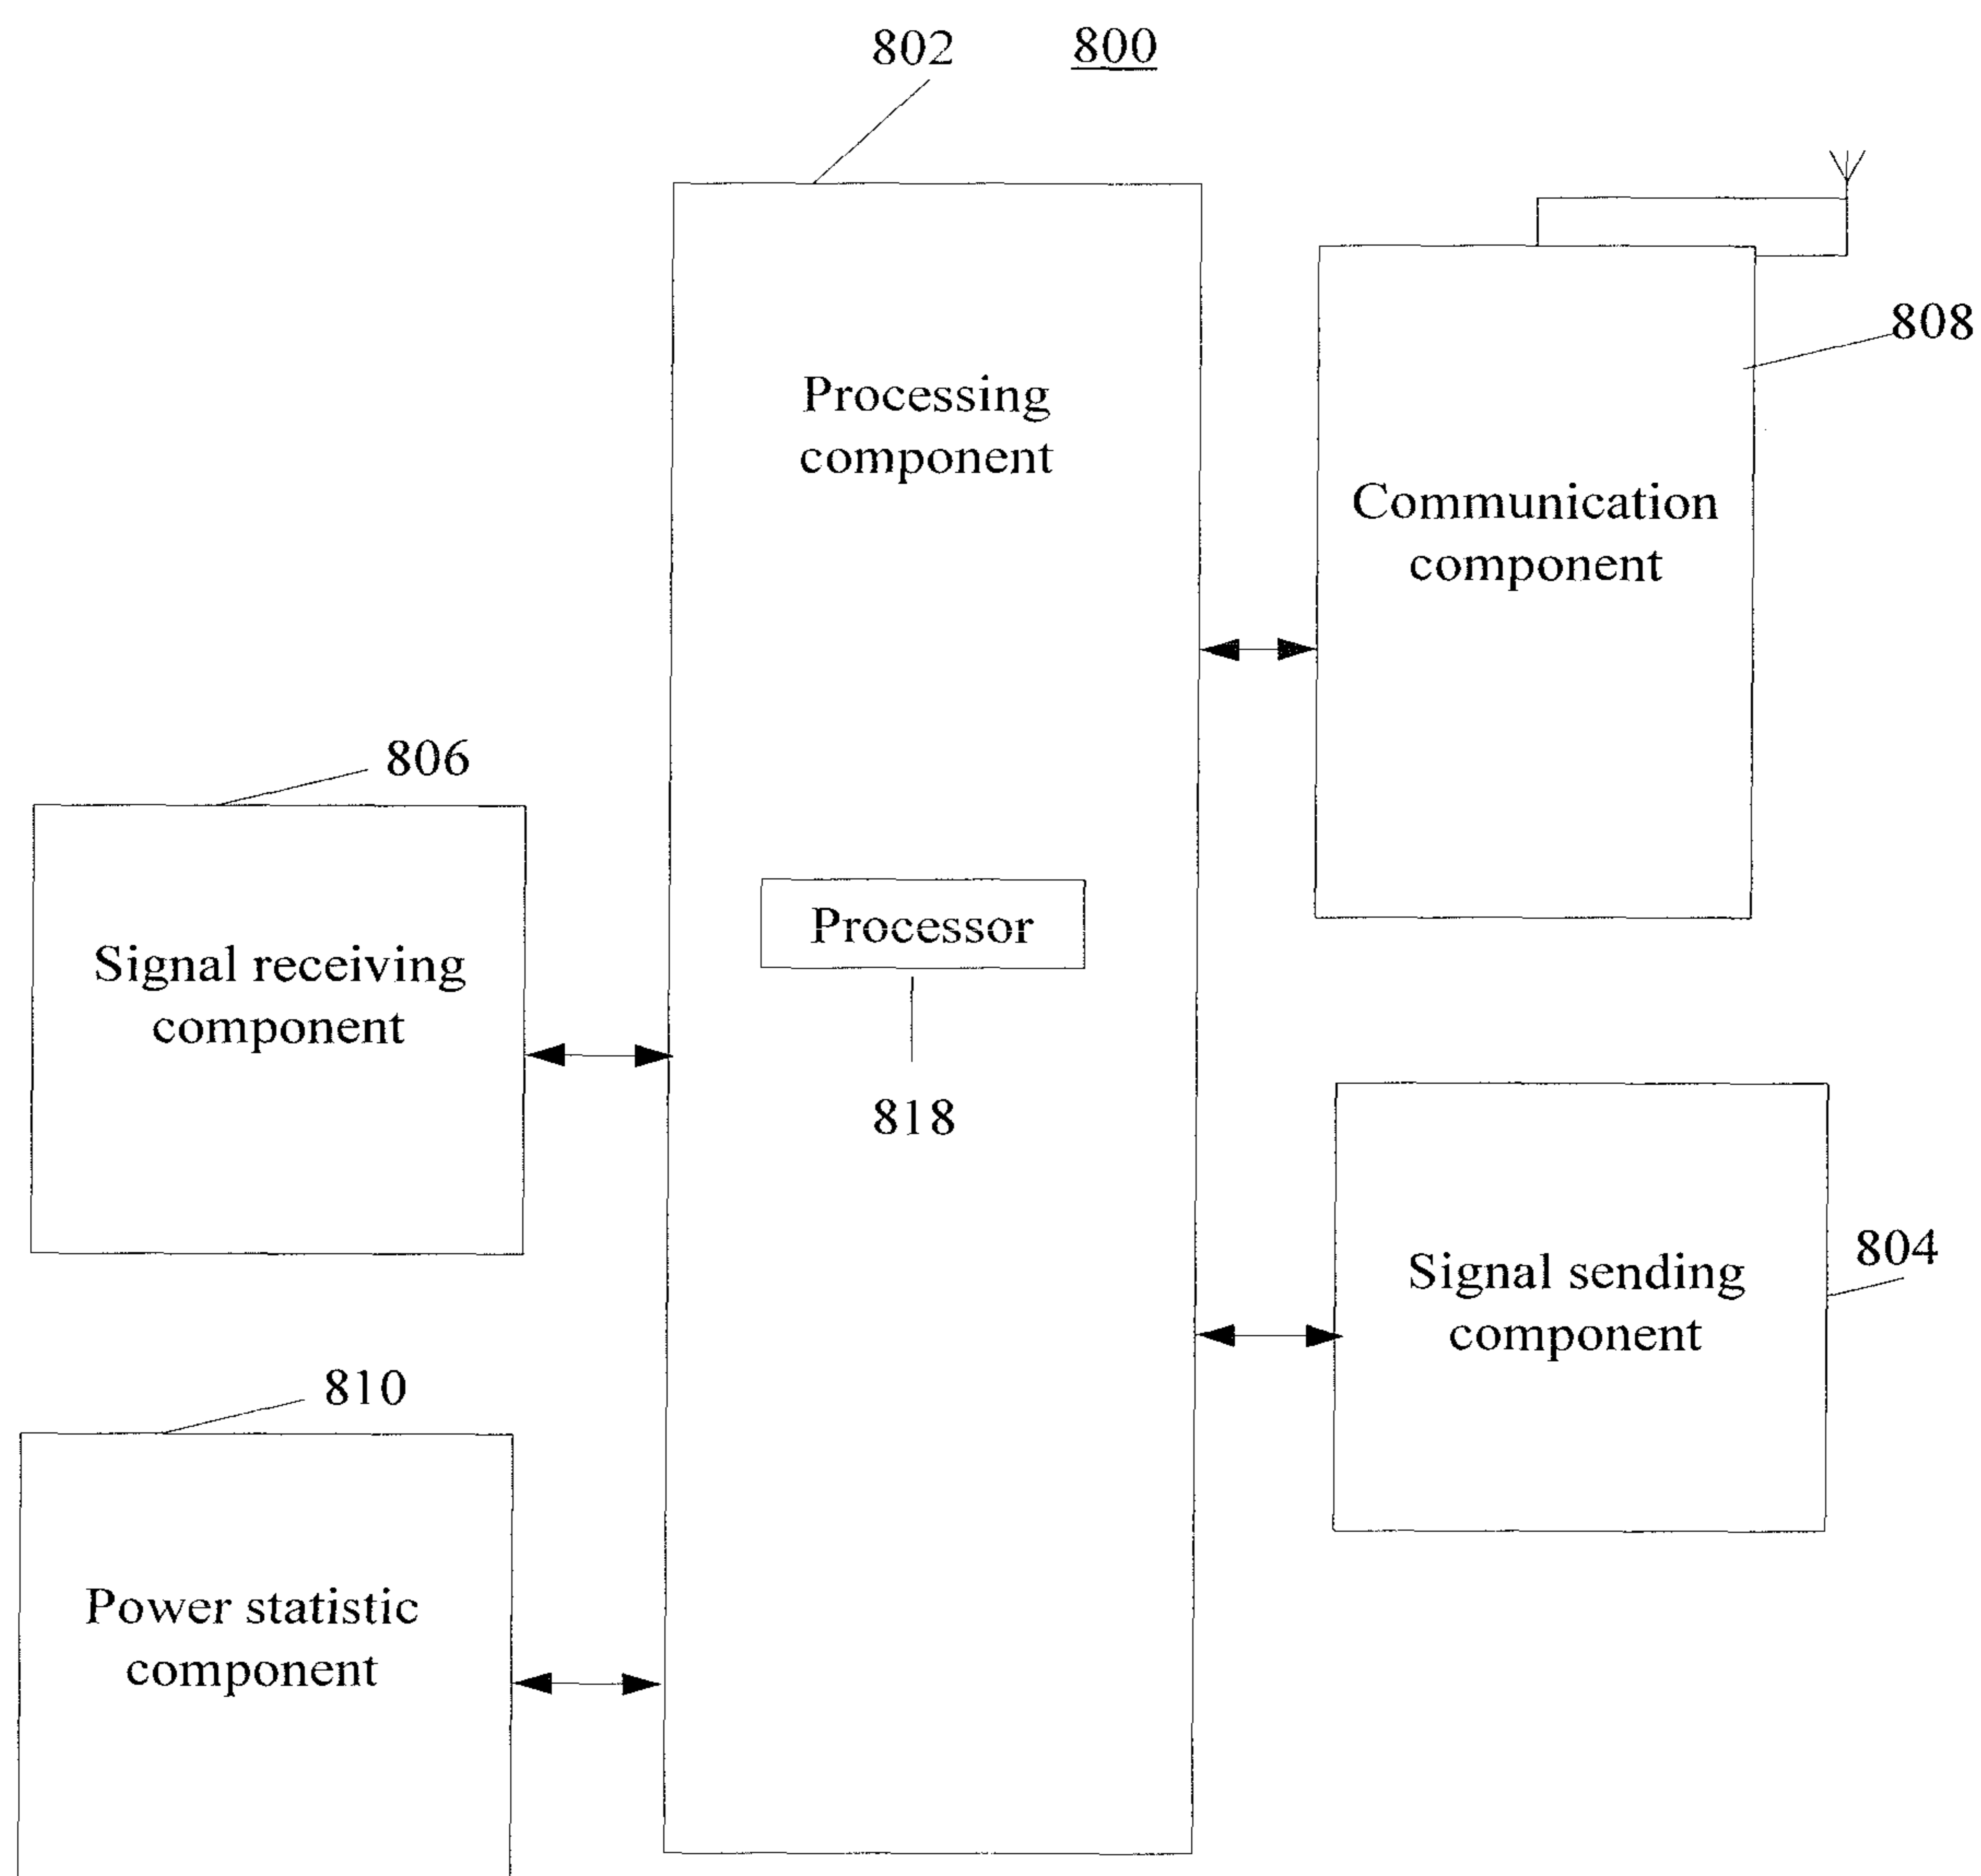 802
800
Processing
component
808
Communication
component
806
Processor
Signal receiving
component
818
804
Signal sending
component
810
Power statistic
component